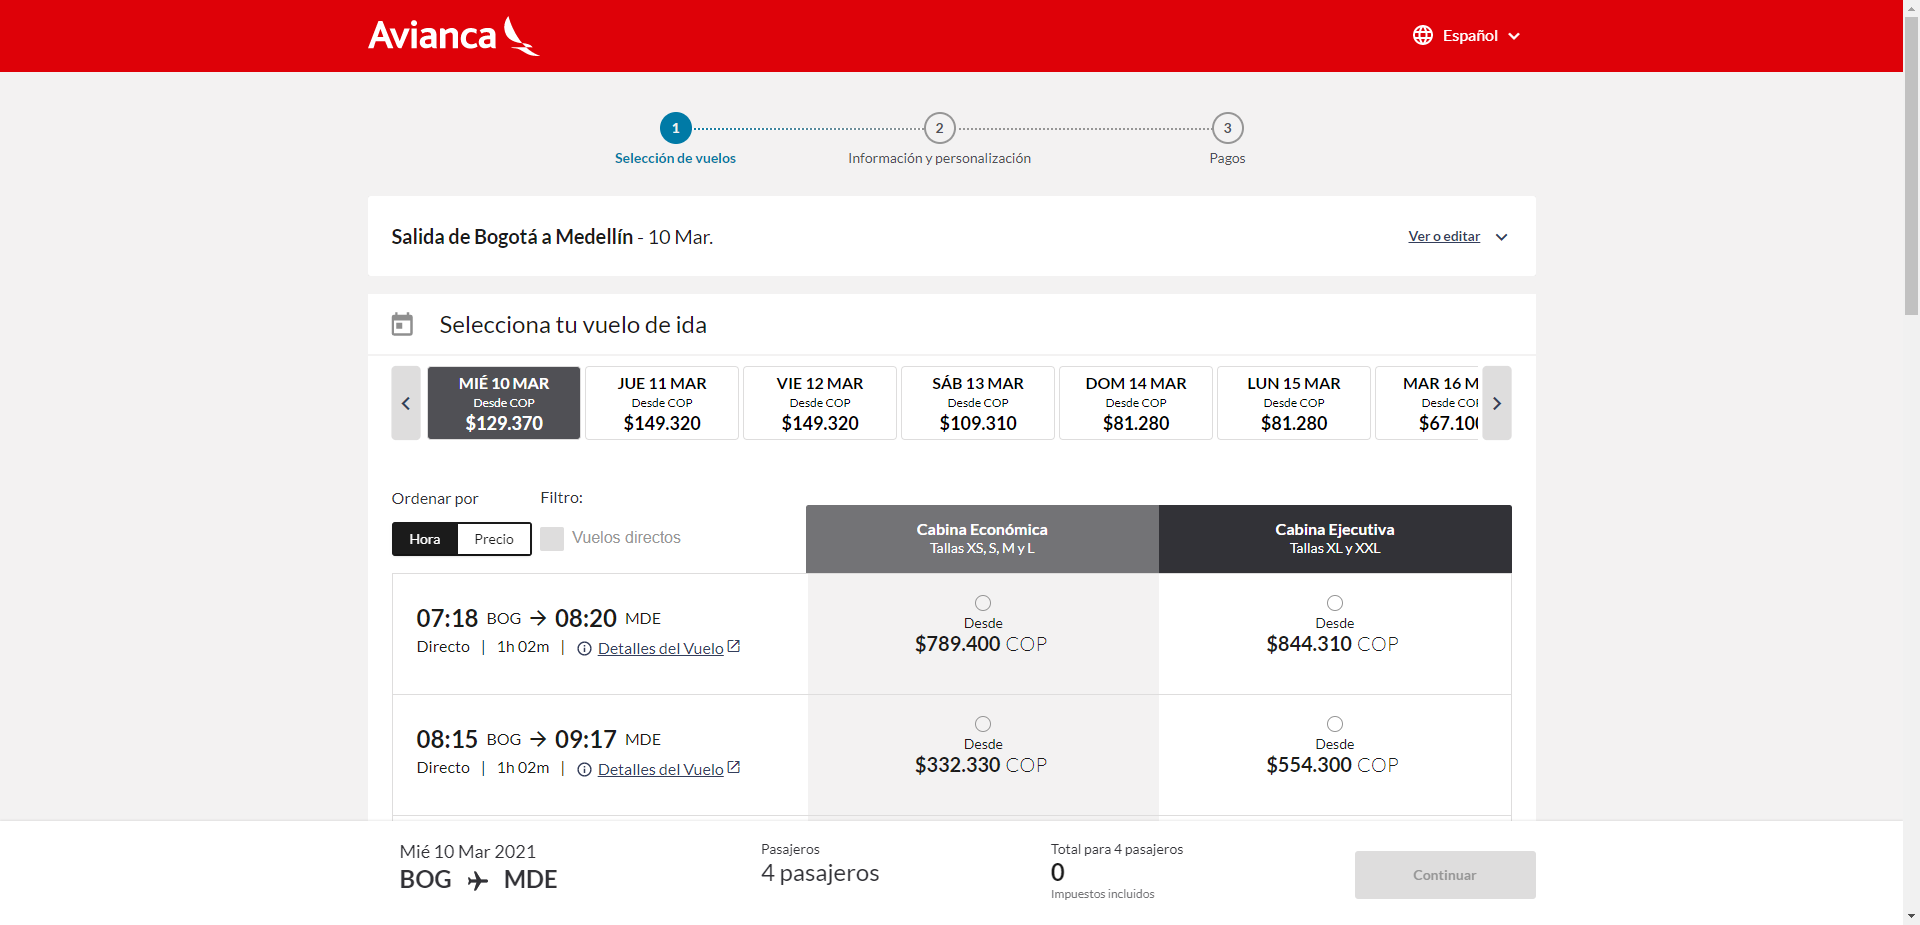 Avianca
Español
1
2
3
Selección de vuelos
Información y personalización
Pagos
Salida de Bogotá a Medellín - 10 Mar.
Ver o editar
Selecciona tu vuelo de ida
MIÉ 10 MAR
Desde COP
$129.370
JUE 11 MAR
Desde COP
$149.320
VIE 12 MAR
Desde COP
$149.320
SÁB 13 MAR
Desde COP
$109.310
DOM 14 MAR
Desde COP
$81.280
LUN 15 MAR
Desde COP
$81.280
MAR 16 M
Desde CO
$67.10
Ordenar por
Filtro:
Hora
Precio
Vuelos directos
Cabina Económica
Tallas XS, S, M y L
Cabina Ejecutiva
Tallas XL y XXL
07:18 BOG → 08:20 MDE
Directo | 1h 02m | Detalles del Vuelo
Desde
$789.400 COP
Desde
$844.310 COP
08:15 BOG → 09:17 MDE
Directo | 1h 02m | Detalles del Vuelo
Desde
$332.330 COP
Desde
$554.300 COP
Mié 10 Mar 2021
BOG MDE
Pasajeros
4 pasajeros
Total para 4 pasajeros
0
Impuestos incluidos
Continuar